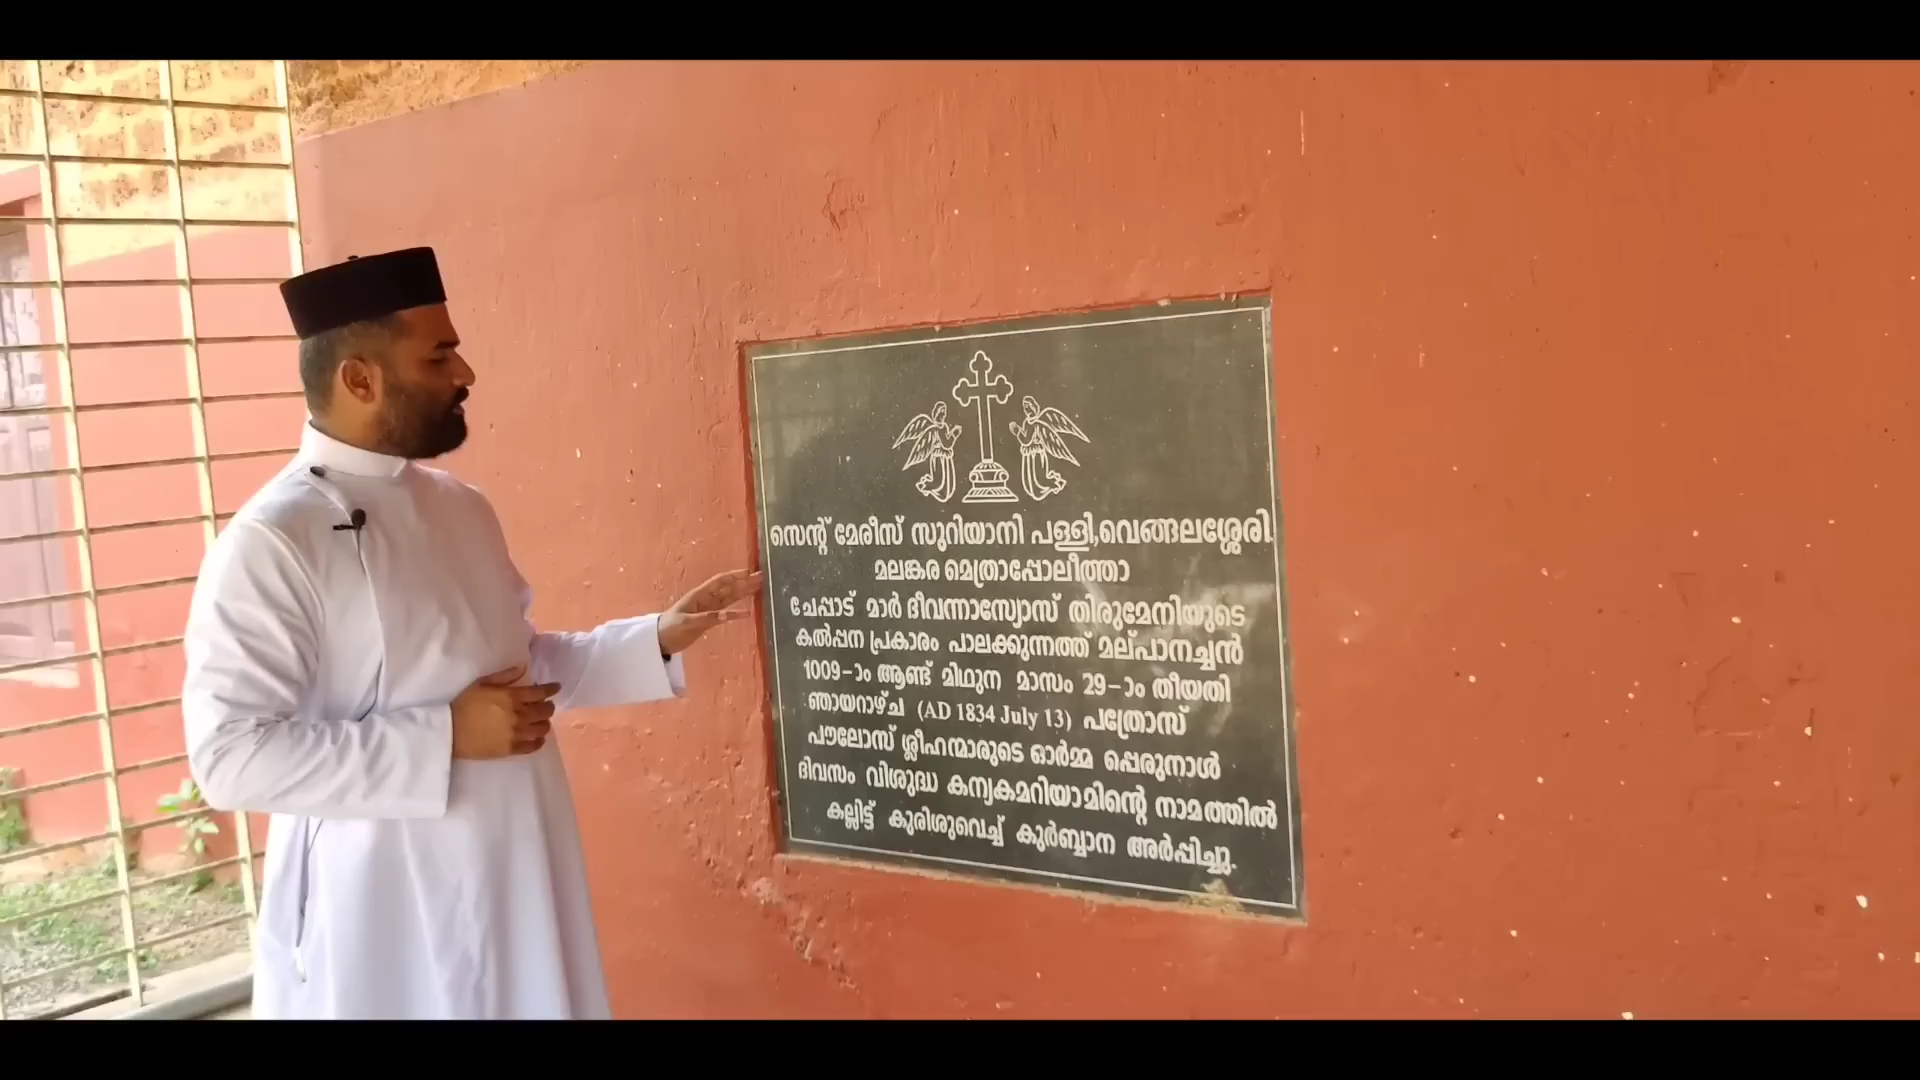 സെന്റ് മേരീസ് സുറിയാനി പള്ളി,വെങ്ങലശ്ശേരി.
മലങ്കര മെത്രാപ്പോലീത്താ
ചേപ്പാട് മാർ ദീവന്നാസ്യോസ് തിരുമേനിയുടെ
കൽപ്പന പ്രകാരം പാലക്കുന്നത്ത് മല്പാനച്ചൻ
1009-ാം ആണ്ട് മിഥുന മാസം 29-ാം തീയതി
ഞായറാഴ്ച (AD 1834 July 13) പത്രോസ്
പൗലോസ് ശ്ലീഹന്മാരുടെ ഓർമ്മ പ്പെരുനാൾ
ദിവസം വിശുദ്ധ കന്യകമറിയാമിന്റെ നാമത്തിൽ
കല്ലിട്ട് കുരിശുവെച്ച് കുർബ്ബാന അർപ്പിച്ചു.